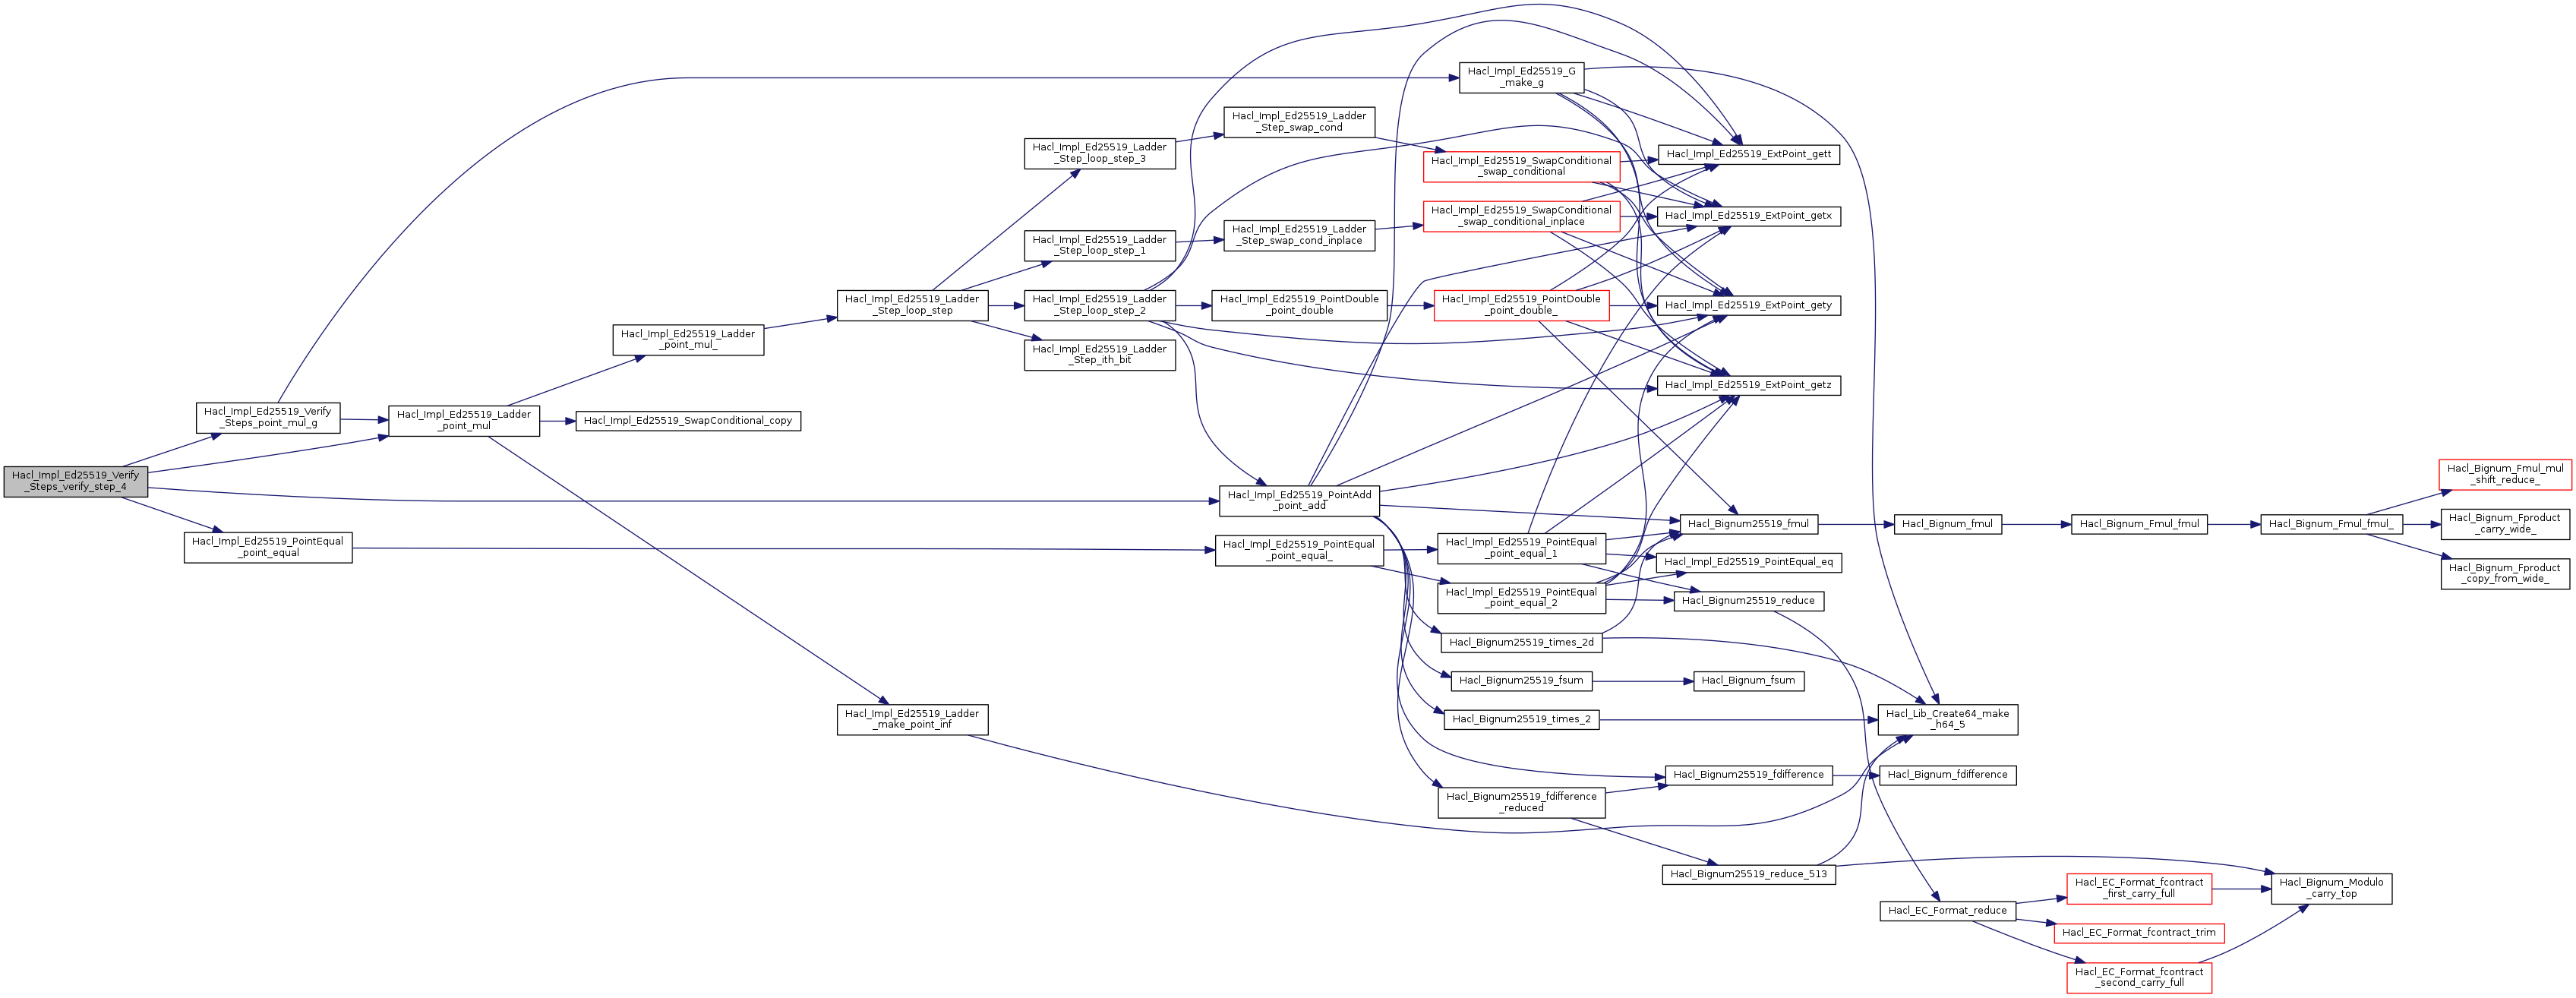 Hacl_Impl_Ed25519_Verify
_Steps_verify_step_4
Hacl_Impl_Ed25519_Verify
_Steps_point_mul_g
Hacl_Impl_Ed25519_PointEqual
_point_equal
Hacl_Impl_Ed25519_Ladder
_point_mul
Hacl_Impl_Ed25519_Ladder
_point_mul_
Hacl_Impl_Ed25519_SwapConditional_copy
Hacl_Impl_Ed25519_Ladder
_make_point_inf
Hacl_Impl_Ed25519_Ladder
_Step_loop_step
Hacl_Impl_Ed25519_Ladder
_Step_loop_step_3
Hacl_Impl_Ed25519_Ladder
_Step_loop_step_1
Hacl_Impl_Ed25519_Ladder
_Step_loop_step_2
Hacl_Impl_Ed25519_Ladder
_Step_ith_bit
Hacl_Impl_Ed25519_Ladder
_Step_swap_cond
Hacl_Impl_Ed25519_Ladder
_Step_swap_cond_inplace
Hacl_Impl_Ed25519_PointDouble
_point_double
Hacl_Impl_Ed25519_PointAdd
_point_add
Hacl_Impl_Ed25519_PointEqual
_point_equal_
Hacl_Impl_Ed25519_G
_make_g
Hacl_Impl_Ed25519_SwapConditional
_swap_conditional
Hacl_Impl_Ed25519_SwapConditional
_swap_conditional_inplace
Hacl_Impl_Ed25519_PointDouble
_point_double_
Hacl_Impl_Ed25519_PointEqual
_point_equal_1
Hacl_Impl_Ed25519_PointEqual
_point_equal_2
Hacl_Bignum25519_times_2d
Hacl_Bignum25519_fsum
Hacl_Bignum25519_times_2
Hacl_Bignum25519_fdifference
_reduced
Hacl_Impl_Ed25519_ExtPoint_gett
Hacl_Impl_Ed25519_ExtPoint_getx
Hacl_Impl_Ed25519_ExtPoint_gety
Hacl_Impl_Ed25519_ExtPoint_getz
Hacl_Bignum25519_fmul
Hacl_Impl_Ed25519_PointEqual_eq
Hacl_Bignum25519_reduce
Hacl_Bignum_fsum
Hacl_Bignum25519_fdifference
Hacl_Bignum25519_reduce_513
Hacl_Bignum_fmul
Hacl_Lib_Create64_make
_h64_5
Hacl_Bignum_fdifference
Hacl_EC_Format_reduce
Hacl_Bignum_Fmul_fmul
Hacl_EC_Format_fcontract
_first_carry_full
Hacl_EC_Format_fcontract_trim
Hacl_EC_Format_fcontract
_second_carry_full
Hacl_Bignum_Fmul_fmul_
Hacl_Bignum_Modulo
_carry_top
Hacl_Bignum_Fmul_mul
_shift_reduce_
Hacl_Bignum_Fproduct
_carry_wide_
Hacl_Bignum_Fproduct
_copy_from_wide_